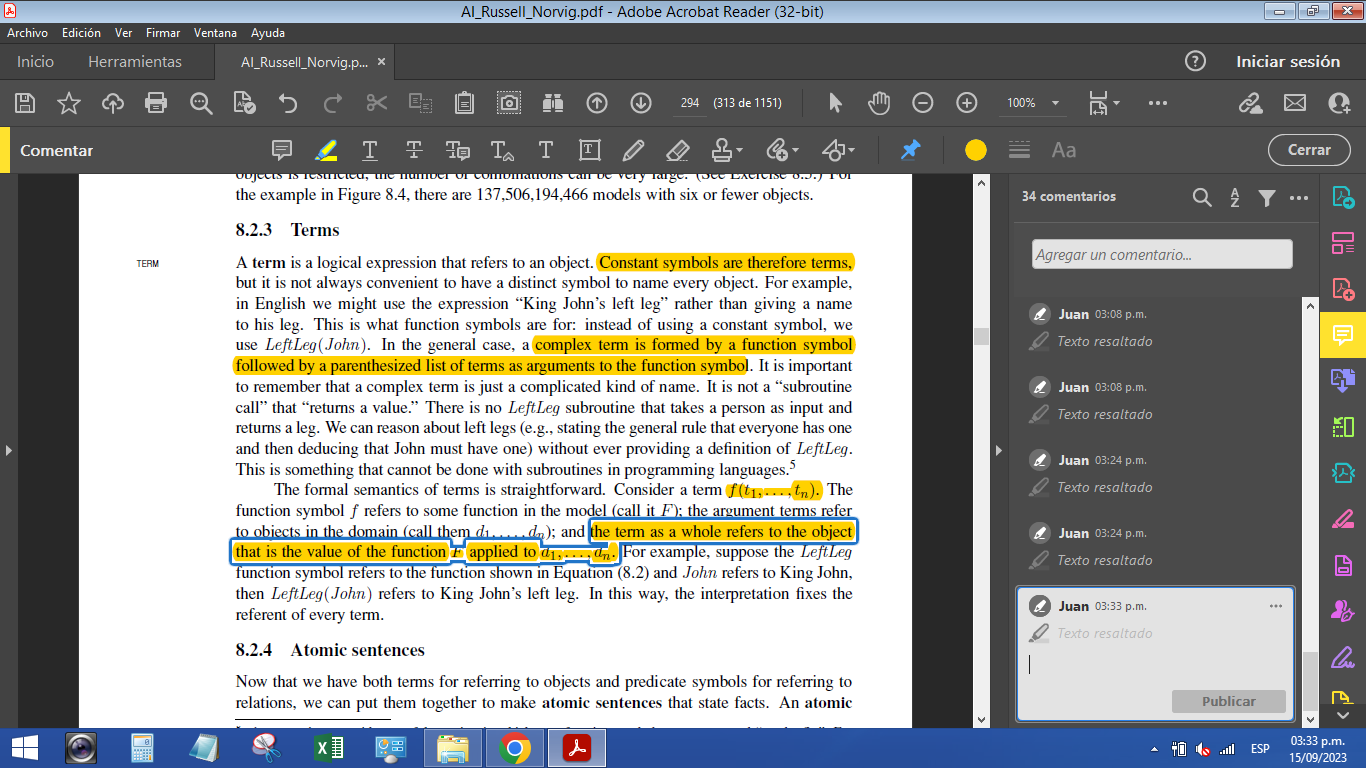 AI_Russell_Norvig.pdf - Adobe Acrobat Reader (32-bit)
Archivo Edición Ver Firmar Ventana Ayuda
Inicio Herramientas AI_Russell_Norvig.p... × Iniciar sesión
294 (313 de 1151) 100%
Comentar Cerrar
objects is restricted, the number of combinations can be very large. (See Exercise 8.5.) For
the example in Figure 8.4, there are 137,506,194,466 models with six or fewer objects.
8.2.3 Terms
TERM
A term is a logical expression that refers to an object. Constant symbols are therefore terms,
but it is not always convenient to have a distinct symbol to name every object. For example,
in English we might use the expression “King John’s left leg” rather than giving a name
to his leg. This is what function symbols are for: instead of using a constant symbol, we
use LeftLeg(John). In the general case, a complex term is formed by a function symbol
followed by a parenthesized list of terms as arguments to the function symbol. It is important
to remember that a complex term is just a complicated kind of name. It is not a “subroutine
call” that “returns a value.” There is no LeftLeg subroutine that takes a person as input and
returns a leg. We can reason about left legs (e.g., stating the general rule that everyone has one
and then deducing that John must have one) without ever providing a definition of LeftLeg.
This is something that cannot be done with subroutines in programming languages.5
The formal semantics of terms is straightforward. Consider a term f(t1, . . . , tn). The
function symbol f refers to some function in the model (call it F); the argument terms refer
to objects in the domain (call them d1, . . . , dn); and the term as a whole refers to the object
that is the value of the function F applied to d1, . . . , dn. For example, suppose the LeftLeg
function symbol refers to the function shown in Equation (8.2) and John refers to King John,
then LeftLeg(John) refers to King John’s left leg. In this way, the interpretation fixes the
referent of every term.
8.2.4 Atomic sentences
Now that we have both terms for referring to objects and predicate symbols for referring to
relations, we can put them together to make atomic sentences that state facts. An atomic
34 comentarios
Agregar un comentario...
Juan 03:08 p.m.
Texto resaltado
Juan 03:08 p.m.
Texto resaltado
Juan 03:24 p.m.
Texto resaltado
Juan 03:24 p.m.
Texto resaltado
Juan 03:33 p.m.
Texto resaltado
Publicar
ESP
03:33 p.m.
15/09/2023